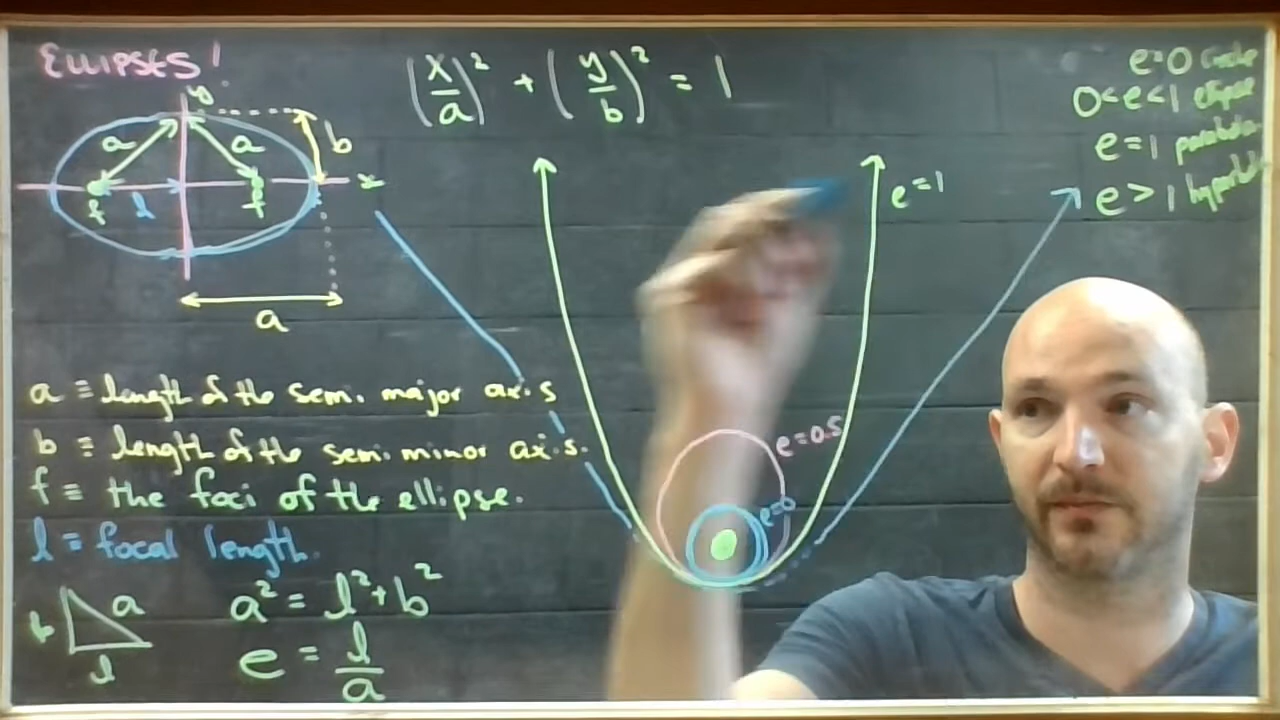 ELLIPSES!
(x/a)² + (y/b)² = 1
e=0 circle
0<e<1 ellipse
e=1 parabola
e>1 hyperbola
y
a a b
x
f l f
a
e=1
e=0.5
e=0
a ≡ length of the semi major axis
b ≡ length of the semi minor axis.
f ≡ the foci of the ellipse.
l ≡ focal length.
b a
l
a² = l²+b²
e = l/a